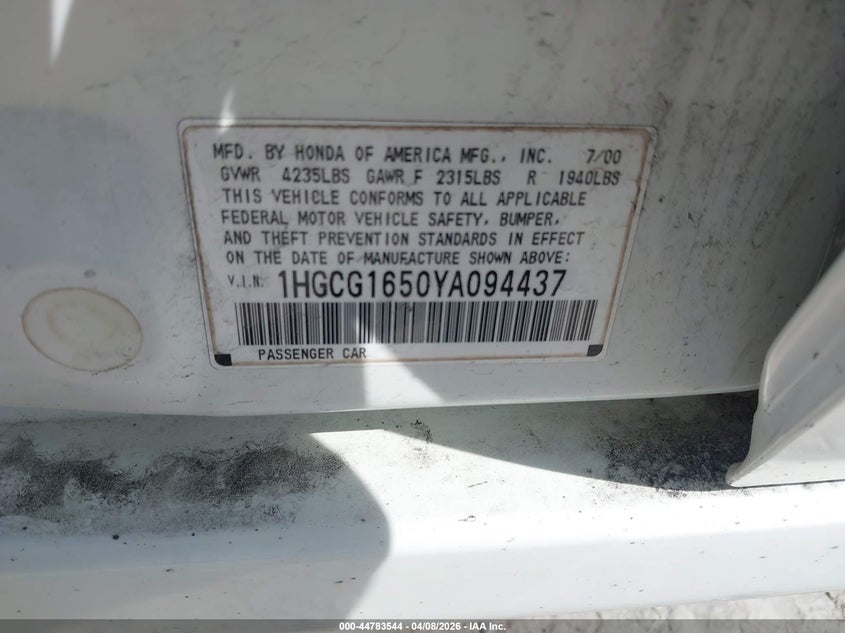 MFD. BY HONDA OF AMERICA MFG., INC. 7/00
GVWR 4235LBS GAWR F 2315LBS R 1940LBS
THIS VEHICLE CONFORMS TO ALL APPLICABLE
FEDERAL MOTOR VEHICLE SAFETY, BUMPER,
AND THEFT PREVENTION STANDARDS IN EFFECT
ON THE DATE OF MANUFACTURE SHOWN ABOVE:
V.I.N. 1HGCG1650YA094437
PASSENGER CAR
000-44783544 | 04/08/2026 - IAA Inc.